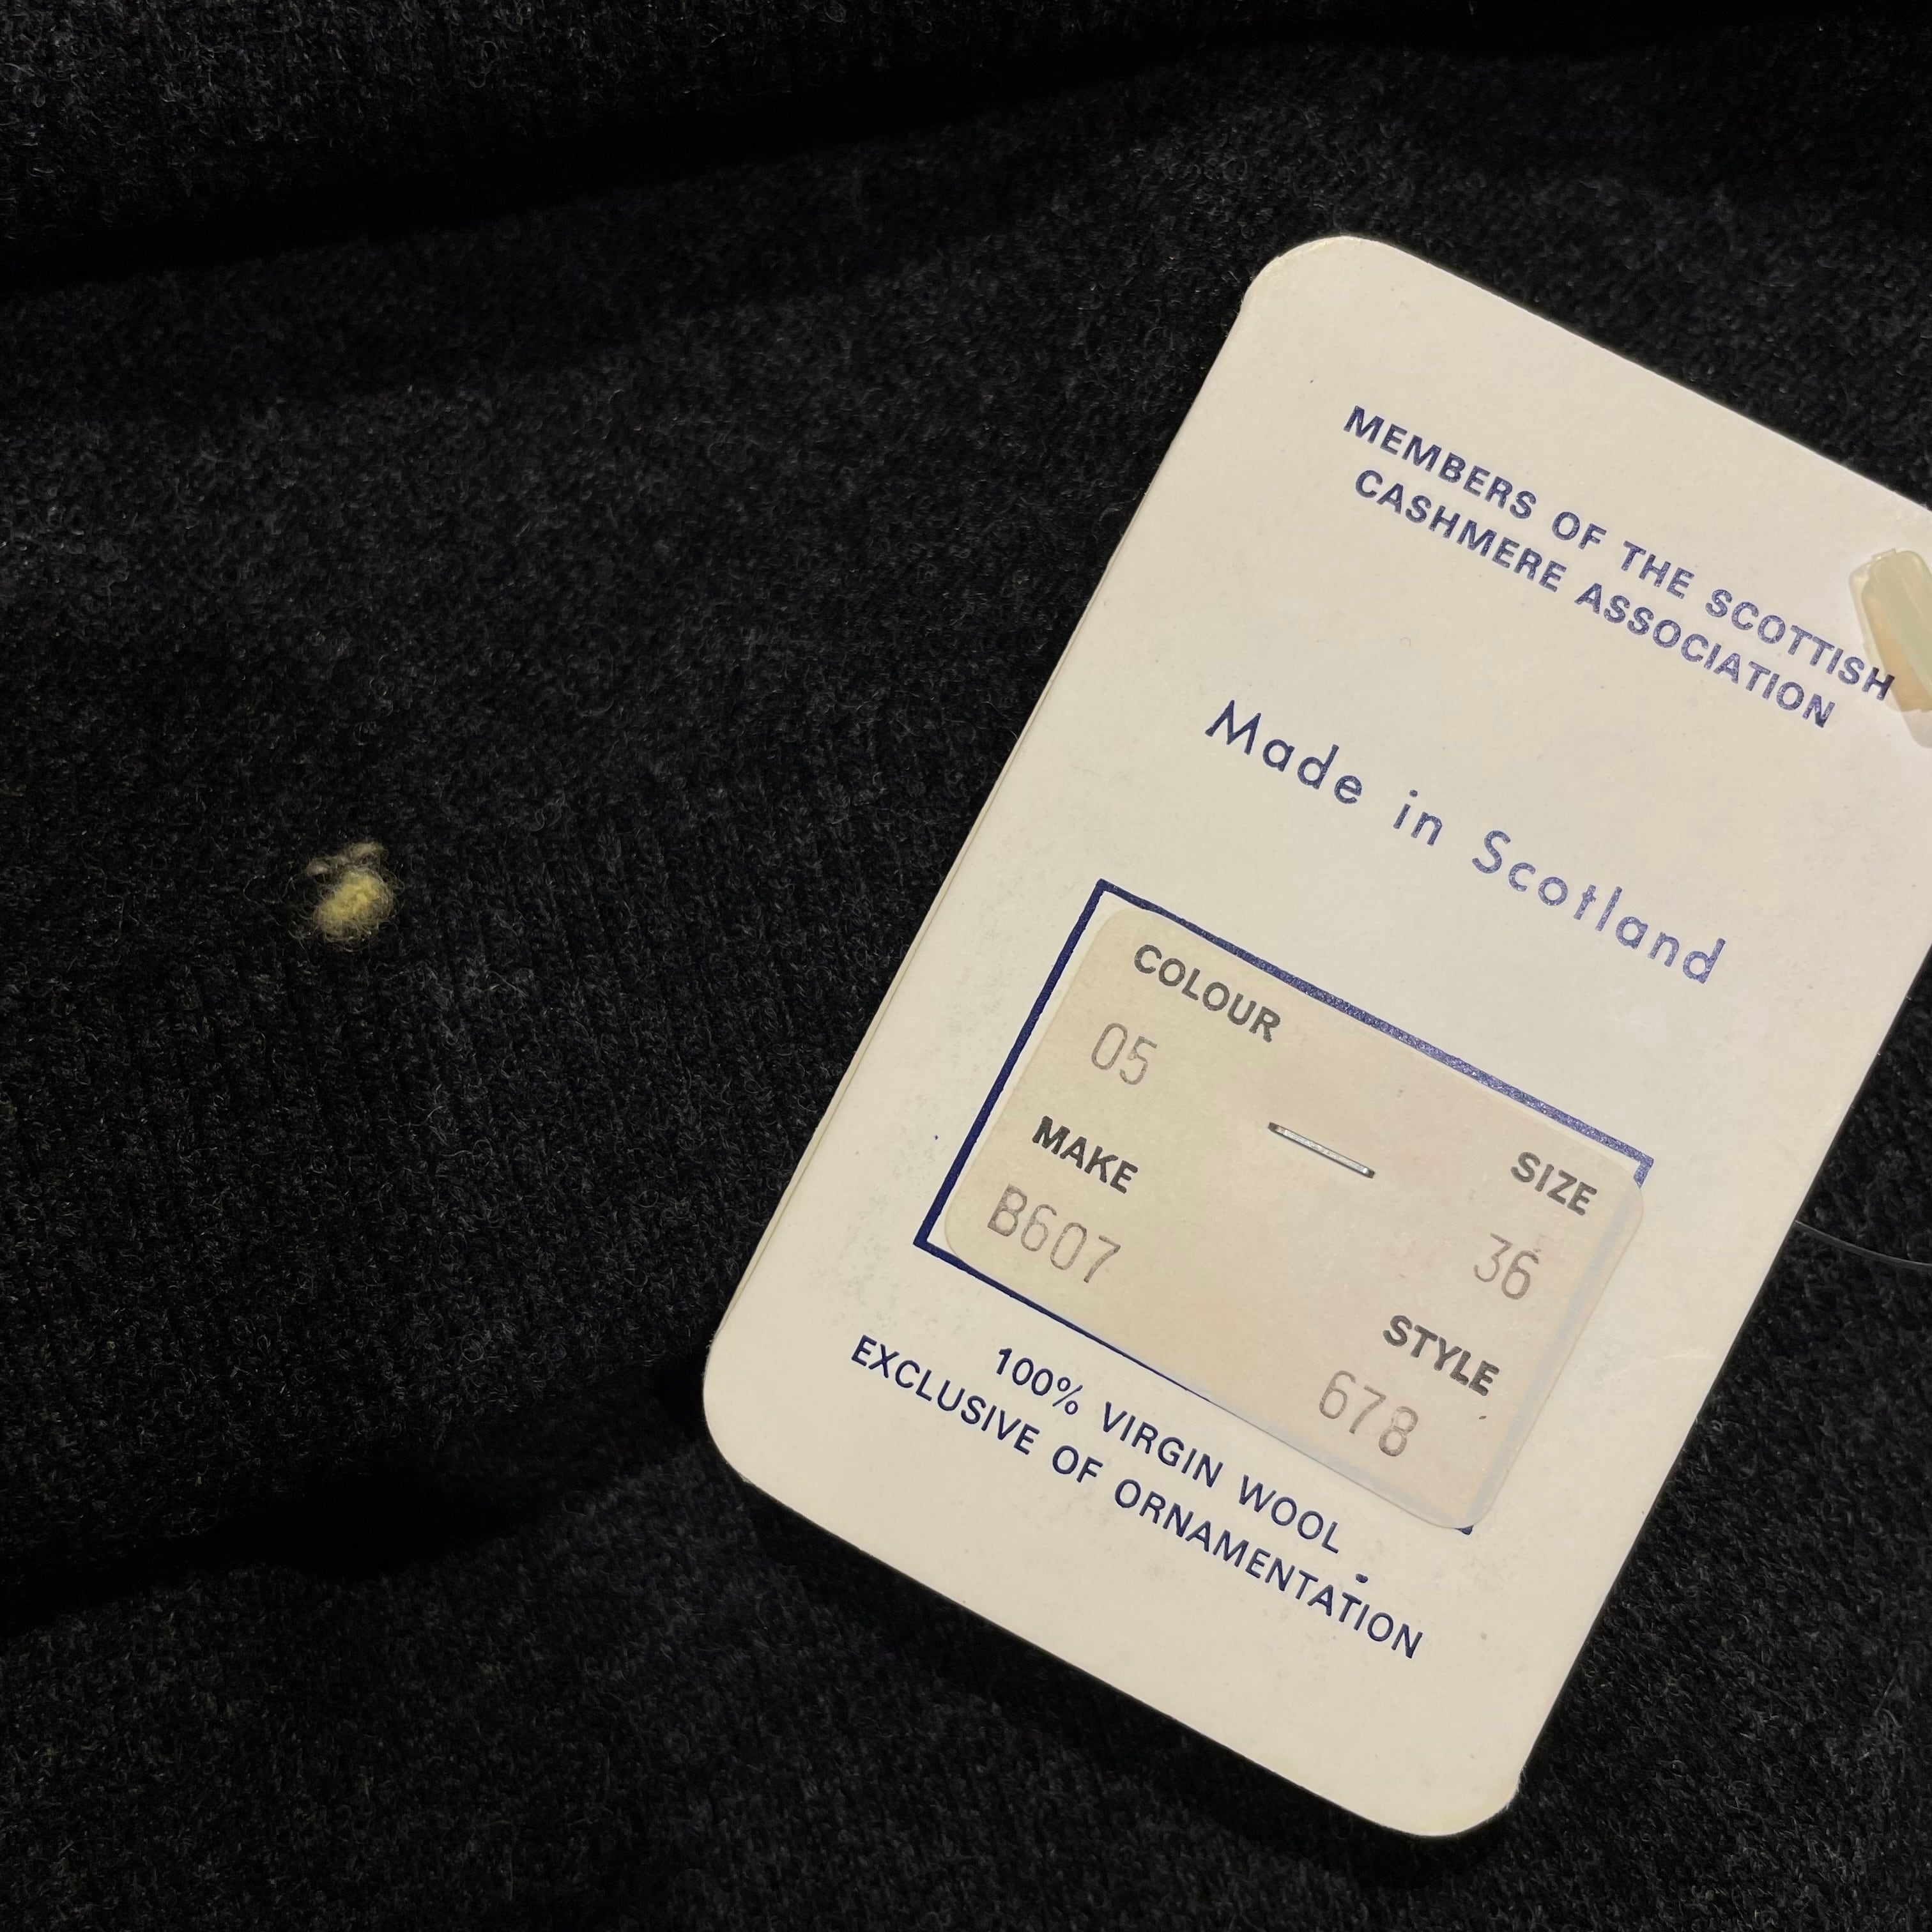 MEMBERS OF THE SCOTTISH
CASHMERE ASSOCIATION
Made in Scotland
COLOUR
05
SIZE
36
MAKE
B607
STYLE
678
100% VIRGIN WOOL
EXCLUSIVE OF ORNAMENTATION